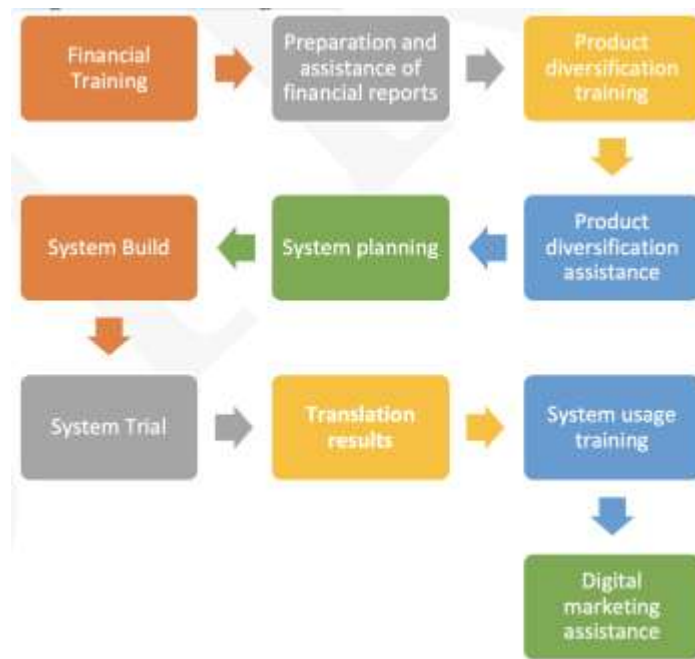 Financial
Training
Preparation and
assistance of
financial reports
Product
diversification
training
Product
diversification
assistance
System planning
System Build
System Trial
Translation
results
System usage
training
Digital
marketing
assistance